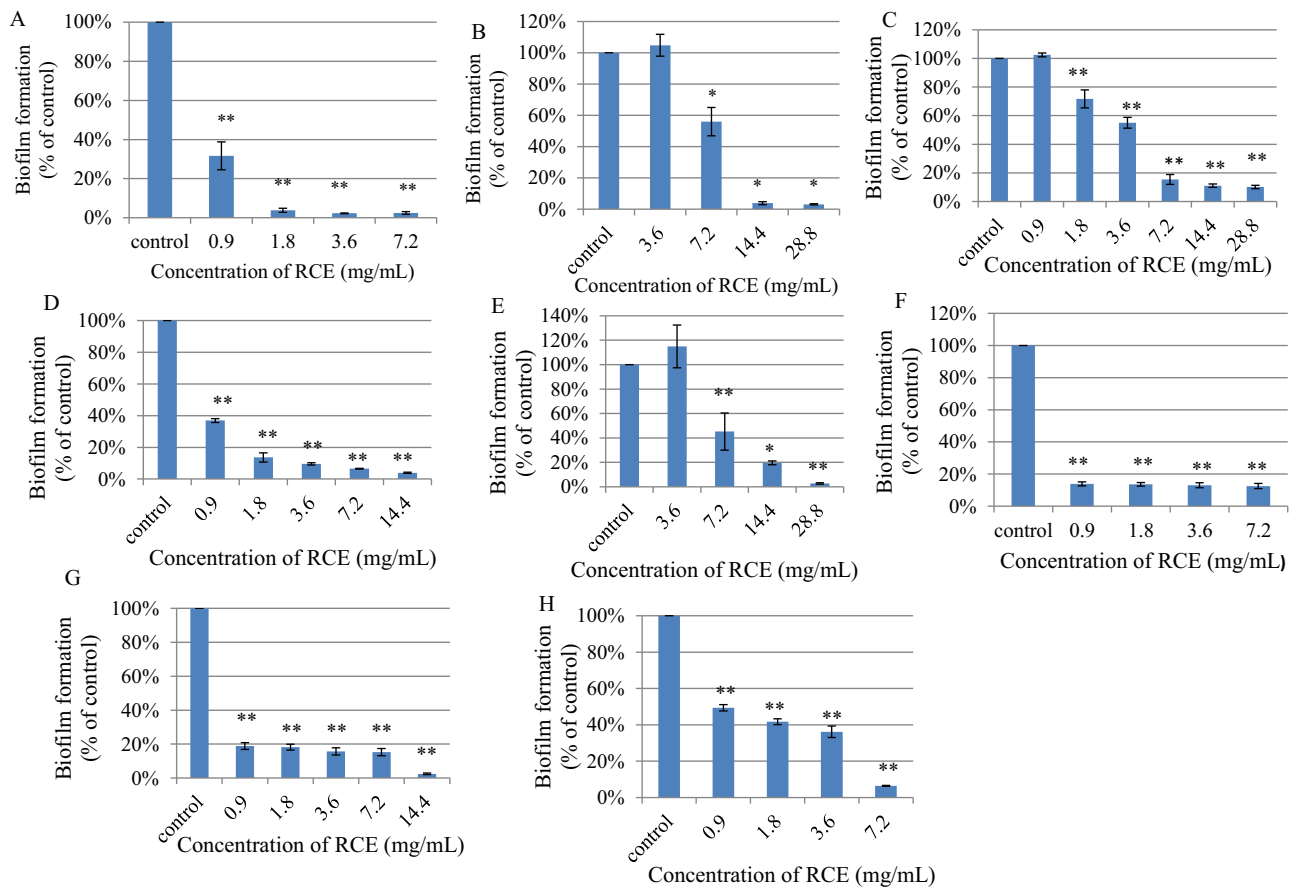 A
Biofilm formation
(% of control)
100%
80%
60%
40%
20%
0%
**
**
**
**
control 0.9 1.8 3.6 7.2
Concentration of RCE (mg/mL)
B
Biofilm formation
(% of control)
120%
100%
80%
60%
40%
20%
0%
*
*
*
control 3.6 7.2 14.4 28.8
Concentration of RCE (mg/mL)
C
Biofilm formation
(% of control)
120%
100%
80%
60%
40%
20%
0%
**
**
**
**
**
control 0.9 1.8 3.6 7.2 14.4 28.8
Concentration of RCE (mg/mL)
D
Biofilm formation
(% of control)
100%
80%
60%
40%
20%
0%
**
**
**
**
**
control 0.9 1.8 3.6 7.2 14.4
Concentration of RCE (mg/mL)
E
Biofilm formation
(% of control)
140%
120%
100%
80%
60%
40%
20%
0%
**
*
**
control 3.6 7.2 14.4 28.8
Concentration of RCE (mg/mL)
F
Biofilm formation
(% of control)
120%
100%
80%
60%
40%
20%
0%
**
**
**
**
control 0.9 1.8 3.6 7.2
Concentration of RCE (mg/mL)
G
Biofilm formation
(% of control)
100%
80%
60%
40%
20%
0%
**
**
**
**
**
control 0.9 1.8 3.6 7.2 14.4
Concentration of RCE (mg/mL)
H
Biofilm formation
(% of control)
100%
80%
60%
40%
20%
0%
**
**
**
**
control 0.9 1.8 3.6 7.2
Concentration of RCE (mg/mL)